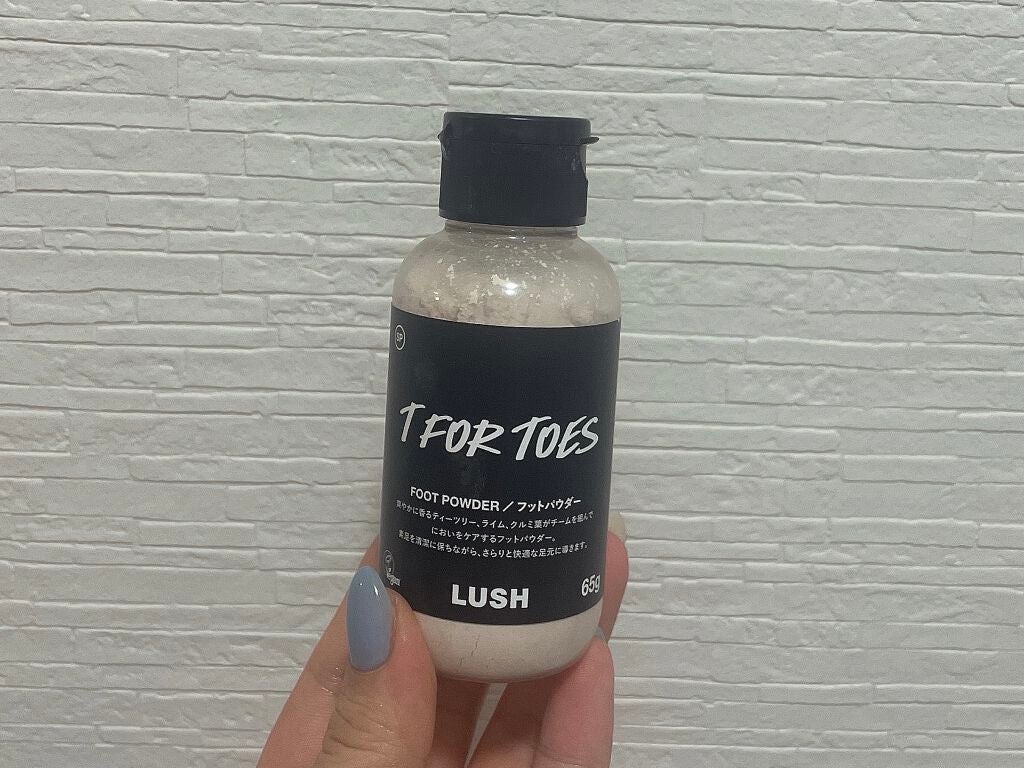 SP
T FOR TOES
FOOT POWDER / フットパウダー
爽やかに香るティーツリー、ライム、クルミ葉がチームを組んで
においをケアするフットパウダー。
素足を清潔に保ちながら、さらりと快適な足元に導きます。
Vegan
LUSH
65g